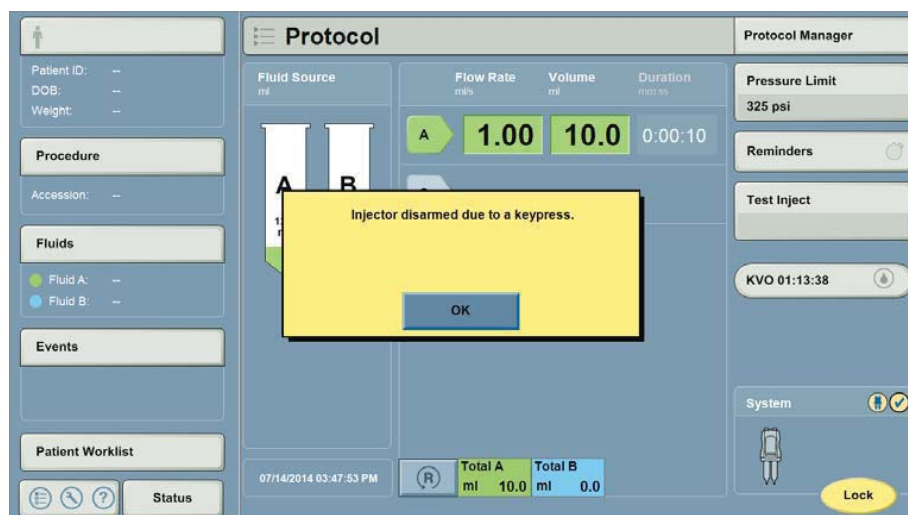 Protocol
Protocol Manager
Patient ID: --
DOB: --
Weight: --
Procedure
Accession: --
Fluids
Fluid A: --
Fluid B: --
Events
Patient Worklist
? Status
Fluid Source
ml
A B
Flow Rate Volume Duration
ml/s ml mm:ss
A 1.00 10.0 0:00:10
Injector disarmed due to a keypress.
OK
07/14/2014 03:47:53 PM
R
Total A Total B
ml 10.0 ml 0.0
Pressure Limit
325 psi
Reminders
Test Inject
KVO 01:13:38
System
Lock